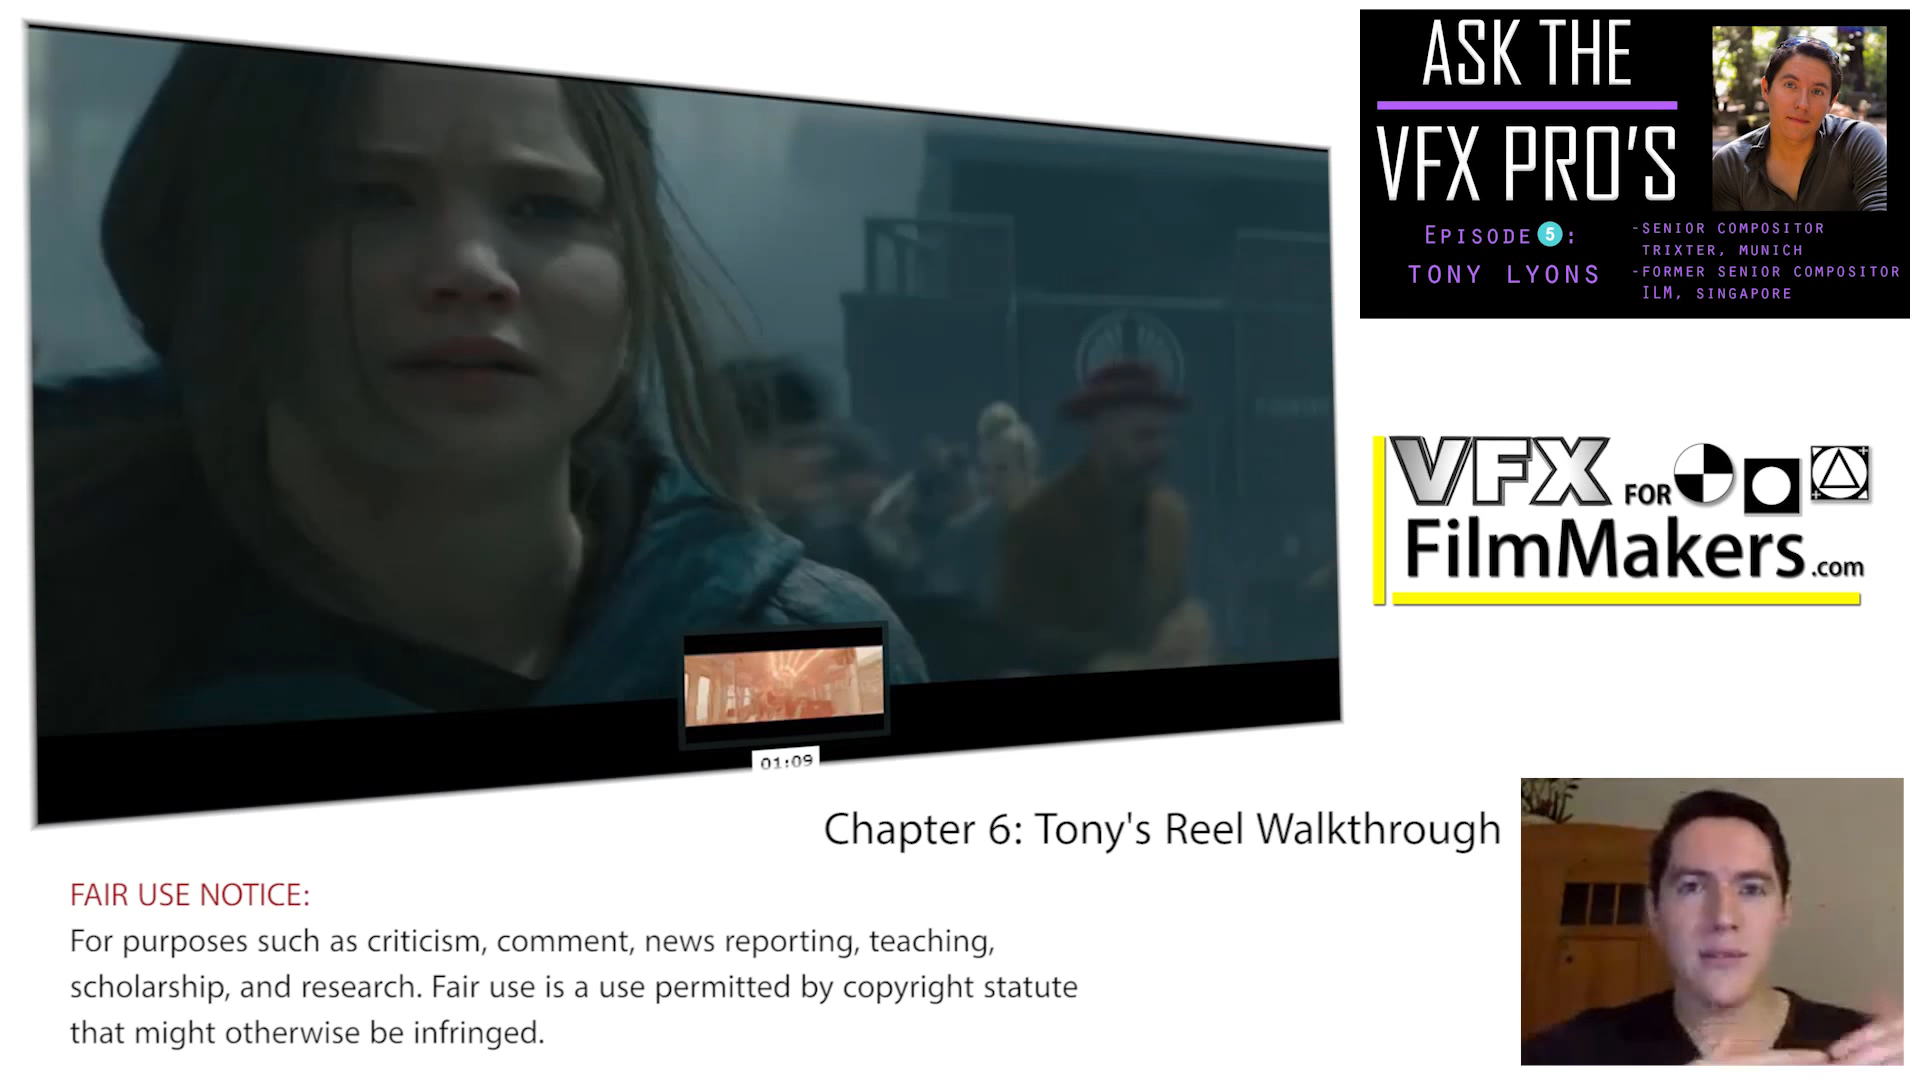 ASK THE
VFX PRO'S
EPISODE 5:
TONY LYONS
-SENIOR COMPOSITOR
TRIXTER, MUNICH
-FORMER SENIOR COMPOSITOR
ILM, SINGAPORE
VFX FOR
FilmMakers.com
01:09
Chapter 6: Tony's Reel Walkthrough
FAIR USE NOTICE:
For purposes such as criticism, comment, news reporting, teaching,
scholarship, and research. Fair use is a use permitted by copyright statute
that might otherwise be infringed.